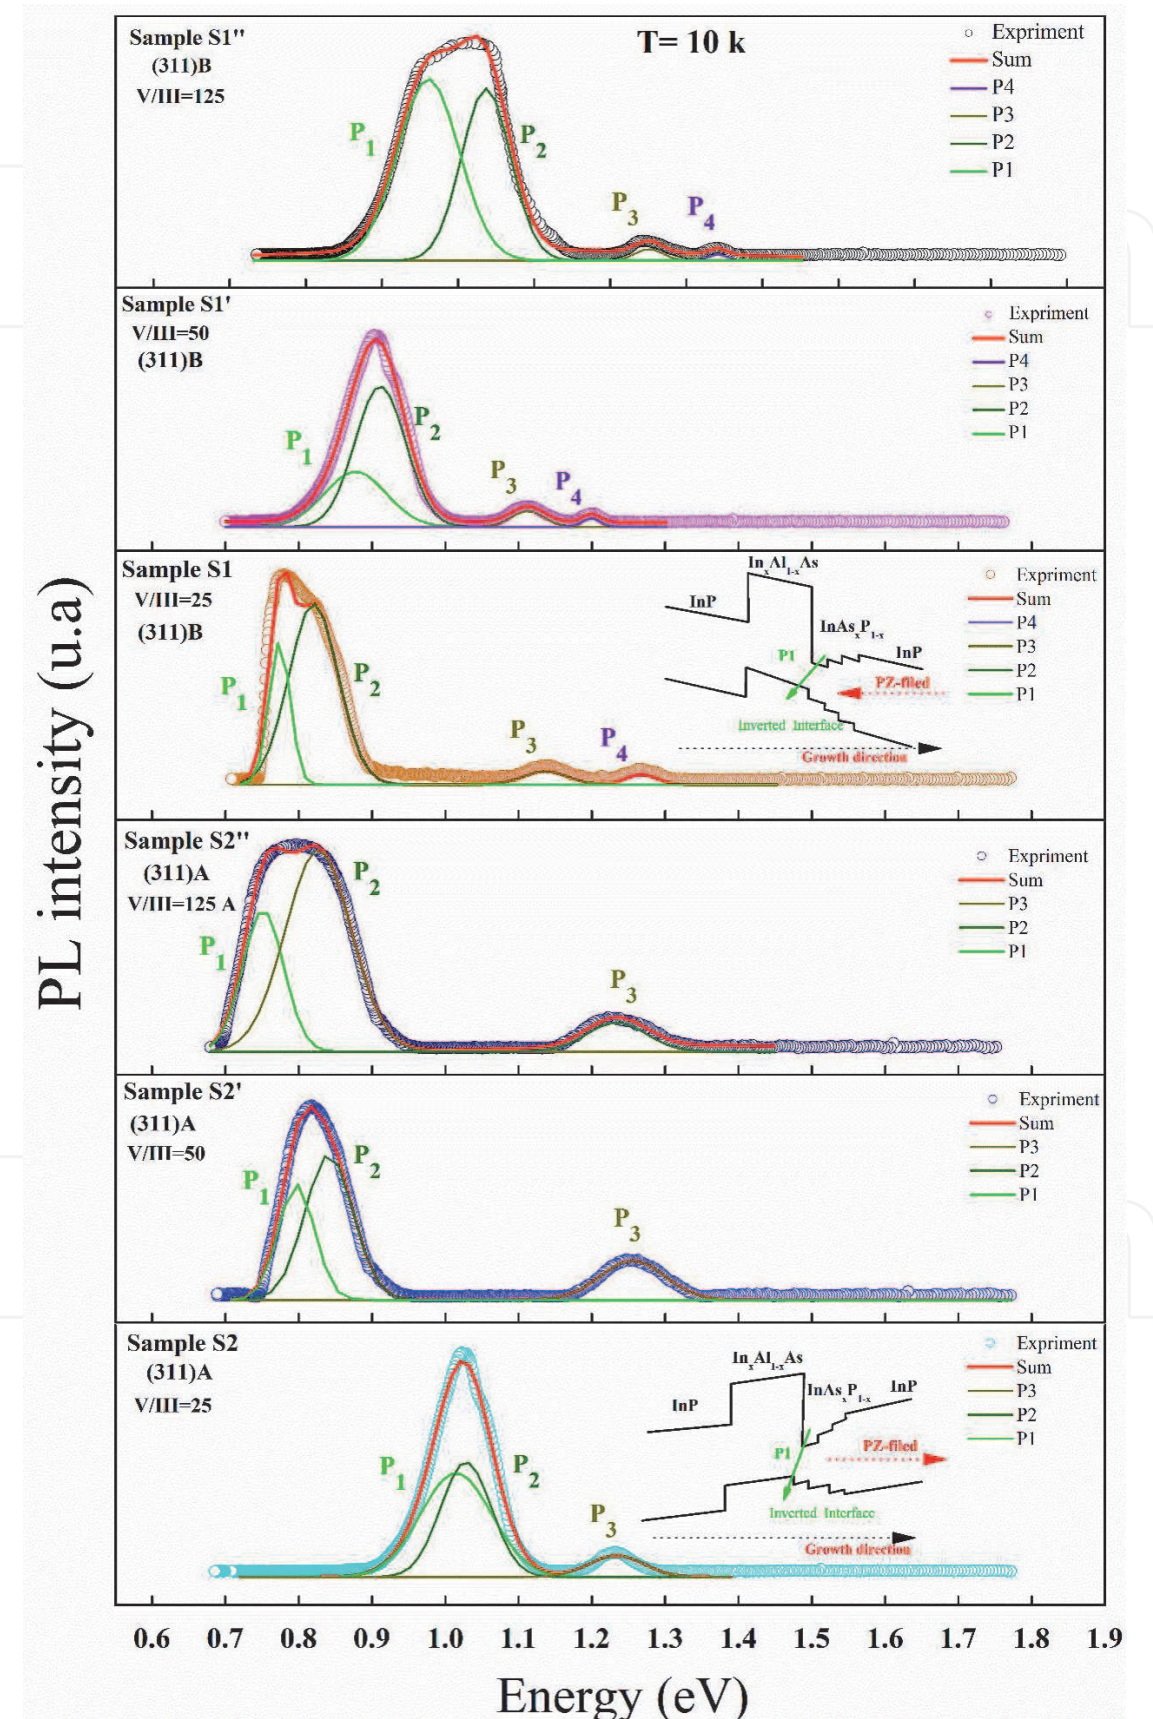 Sample S1''
(311)B
V/III=125
T= 10 k
Expriment
Sum
P4
P3
P2
P1
P1
P2
P3
P4
Sample S1'
V/III=50
(311)B
Expriment
Sum
P4
P3
P2
P1
P1
P2
P3
P4
Sample S1
V/III=25
(311)B
Expriment
Sum
P4
P3
P2
P1
P1
P2
P3
P4
InxAl1-xAs
InP
InAsxP1-x
InP
P1
PZ-filed
Inverted Interface
Growth direction
Sample S2''
(311)A
V/III=125 A
Expriment
Sum
P3
P2
P1
P1
P2
P3
Sample S2'
(311)A
V/III=50
Expriment
Sum
P3
P2
P1
P1
P2
P3
Sample S2
(311)A
V/III=25
Expriment
Sum
P3
P2
P1
P1
P2
P3
InxAl1-xAs
InP
InAsxP1-x
InP
P1
PZ-filed
Inverted Interface
Growth direction
0.6 0.7 0.8 0.9 1.0 1.1 1.2 1.3 1.4 1.5 1.6 1.7 1.8 1.9
Energy (eV)
PL intensity (u.a)